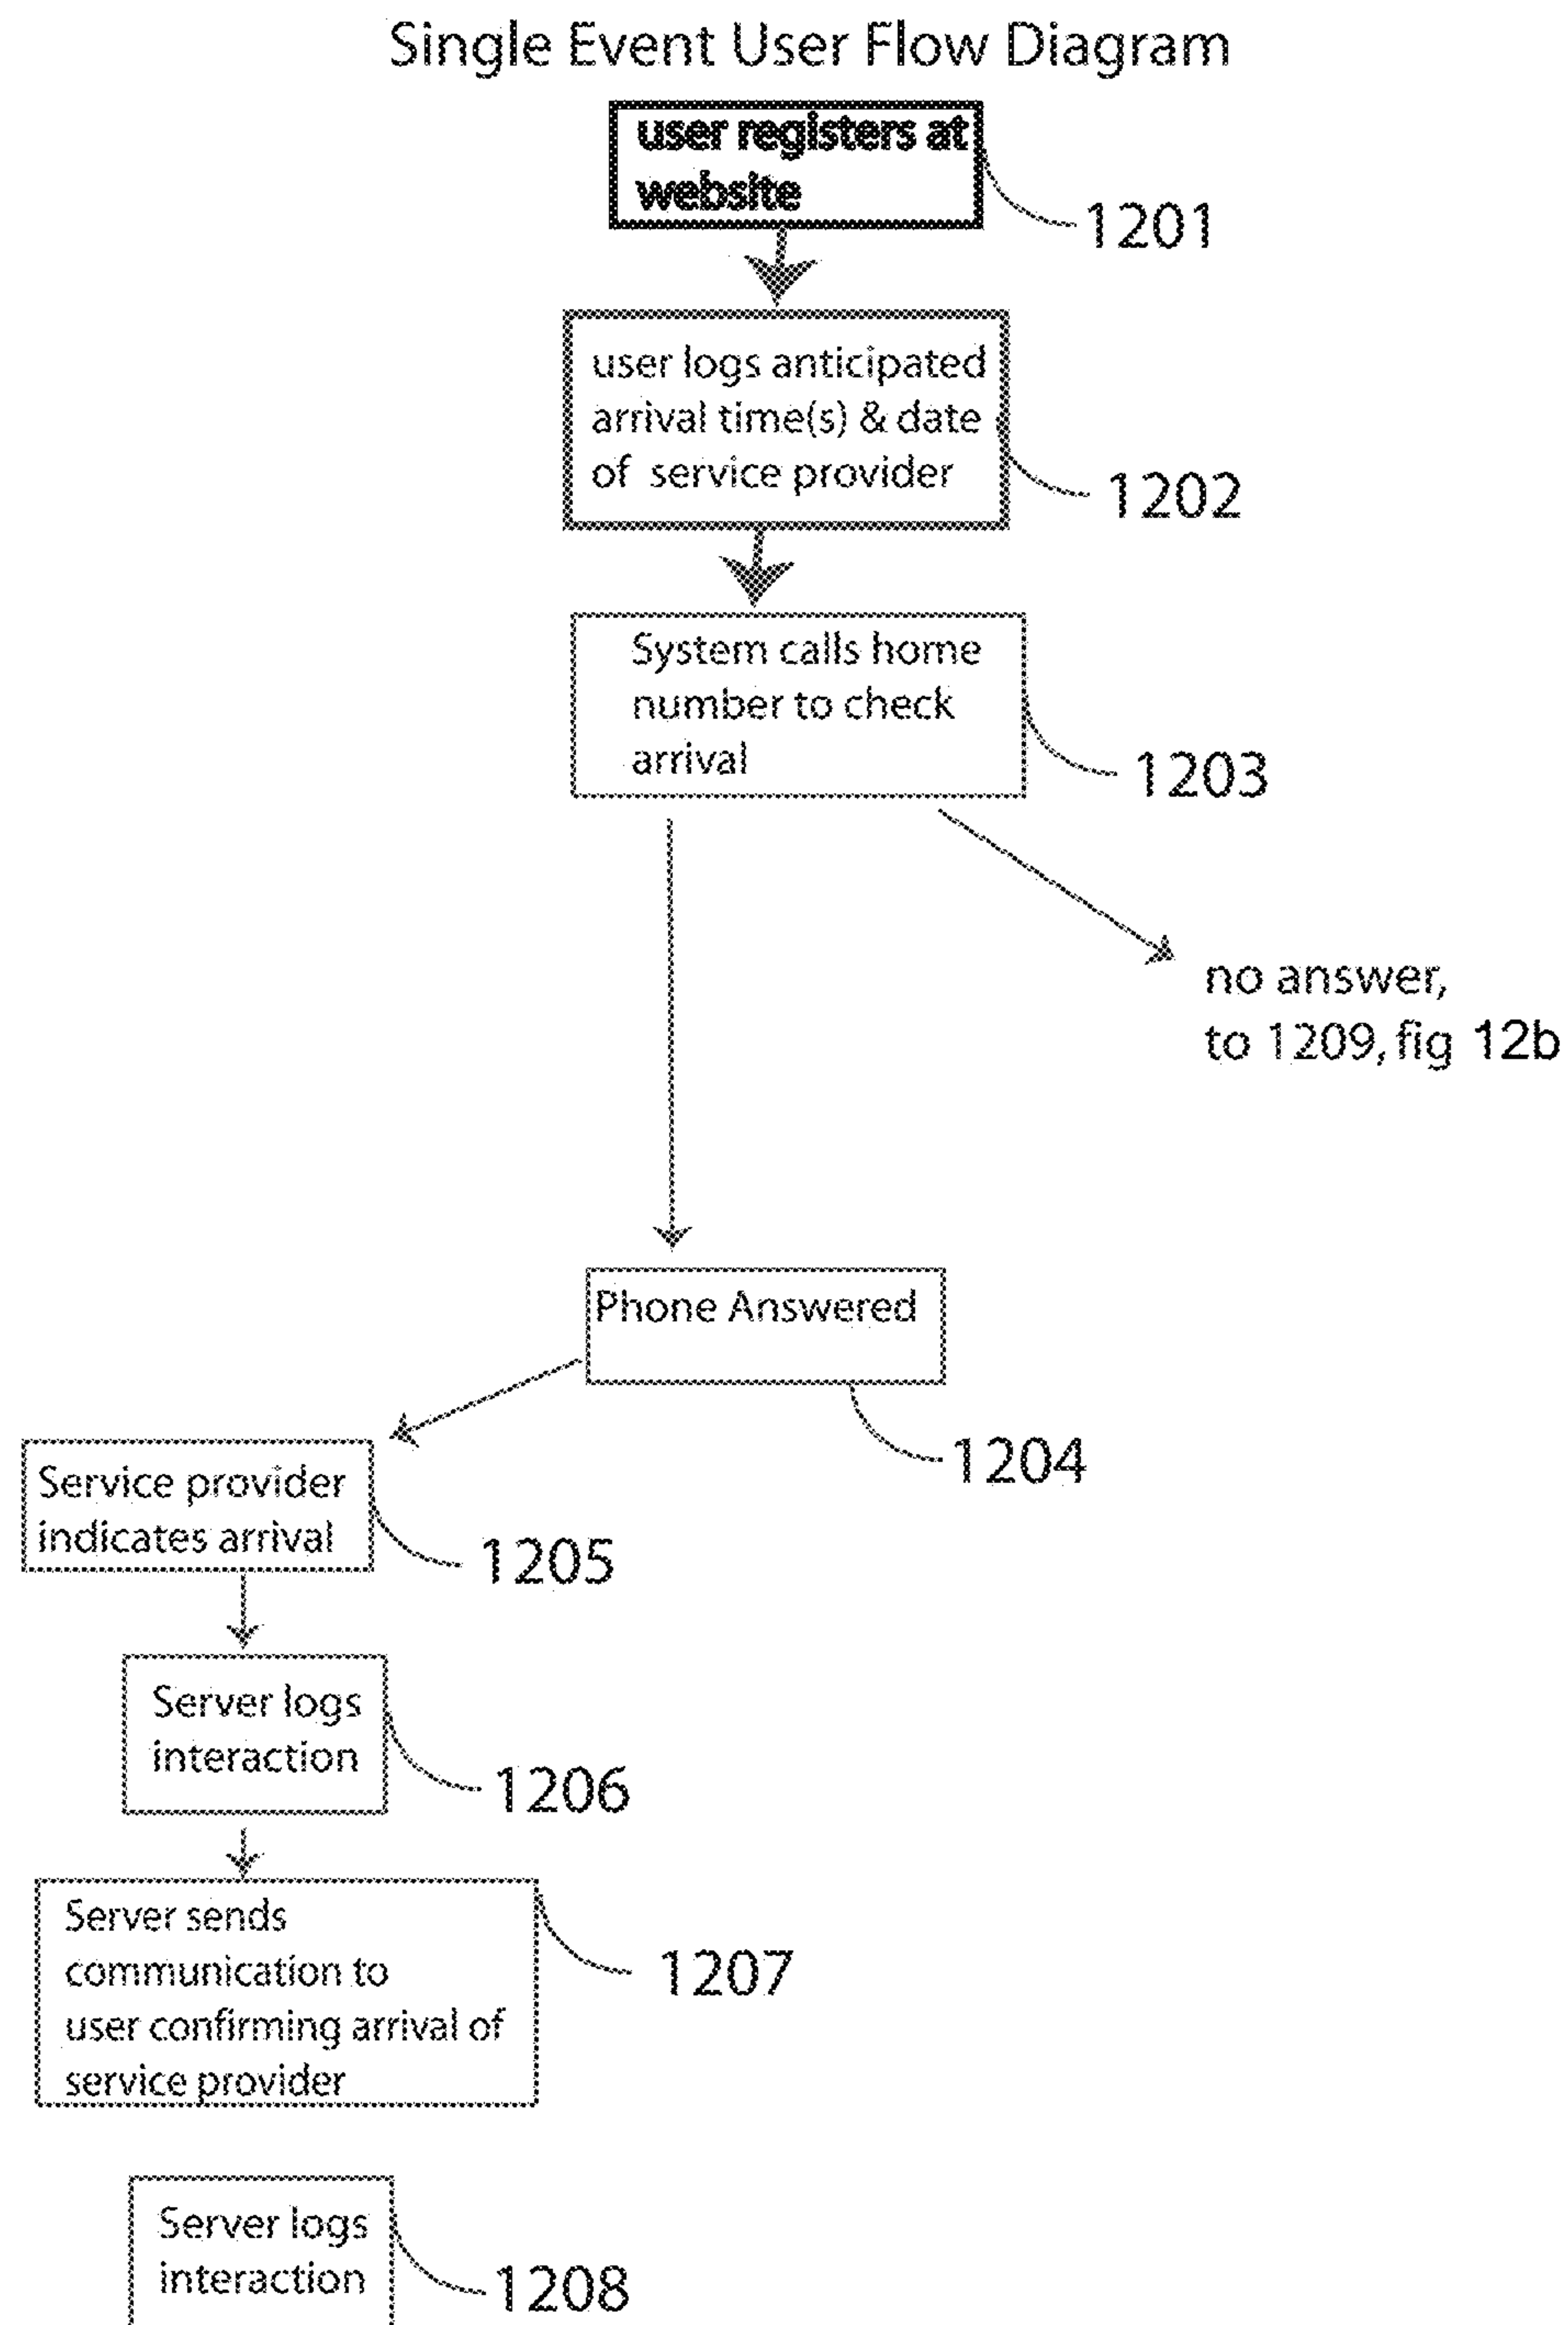 Single Event User Flow Diagram
user registers at
website
1201
user logs anticipated
arrival time(s) & date
of service provider
1202
System calls home
number to check
arrival
1203
no answer,
to 1209, fig 12b
Phone Answered
1204
Service provider
indicates arrival
1205
Server logs
interaction
1206
Server sends
communication to
user confirming arrival of
service provider
1207
Server logs
interaction
1208